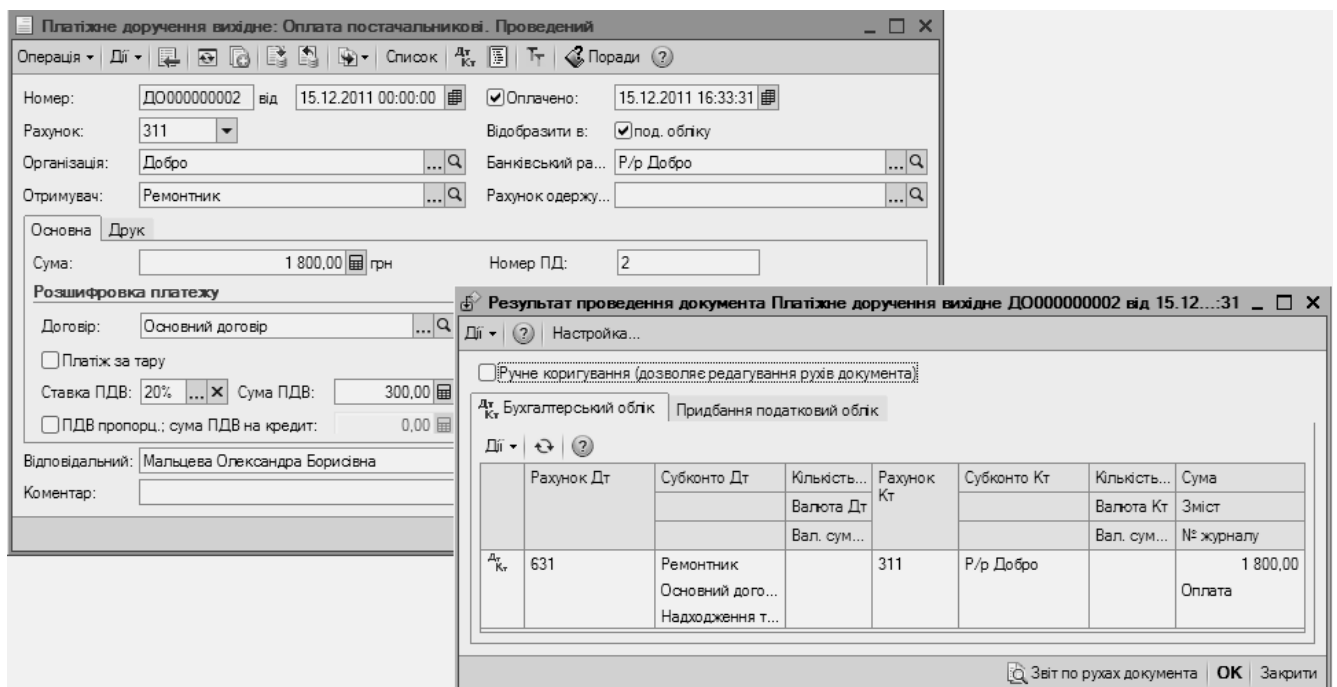 Платіжне доручення вихідне: Оплата постачальникові. Проведений
Операція Дії Список Дт Кт Поради
Номер: ДО000000002 від 15.12.2011 00:00:00 Оплачено: 15.12.2011 16:33:31
Рахунок: 311 Відобразити в: под. обліку
Організація: Добро ... Банківський ра... Р/р Добро ...
Отримувач: Ремонтник ... Рахунок одержу... ...
Основна Друк
Сума: 1 800,00 грн Номер ПД: 2
Розшифровка платежу
Договір: Основний договір ...
Платіж за тару
Ставка ПДВ: 20% ... Сума ПДВ: 300,00
ПДВ пропорц.; сума ПДВ на кредит: 0,00
Відповідальний: Мальцева Олександра Борисівна
Коментар:
Результат проведення документа Платіжне доручення вихідне ДО000000002 від 15.12...:31
Дії Настройка...
Ручне коригування (дозволяє редагування рухів документа)
Дт Кт Бухгалтерський облік Придбання податковий облік
Дії
Рахунок Дт Субконто Дт Кількість... Рахунок Кт Субконто Кт Кількість... Сума
Валюта Дт Валюта Кт Зміст
Вал. сум... Вал. сум... № журналу
Дт Кт 631 Ремонтник 311 Р/р Добро 1 800,00
Основний дого... Оплата
Надходження т...
Звіт по рухах документа OK Закрити